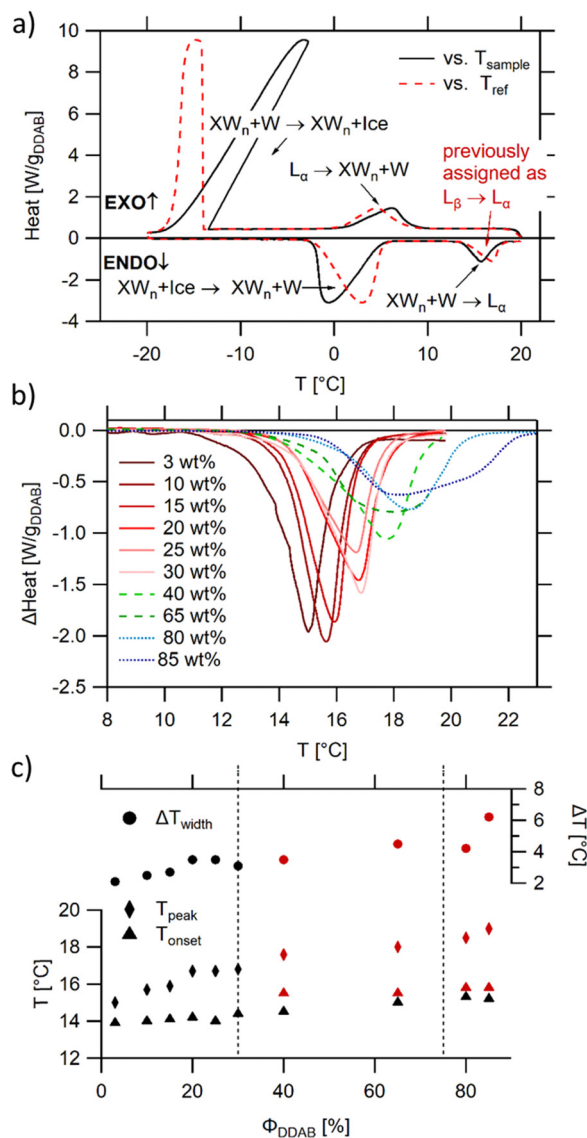 a)
10
8
6
4
2
0
-2
-4
Heat [W/g_DDAB]
vs. T_sample
vs. T_ref
XW_n+W → XW_n+Ice
L_α → XW_n+W
previously
assigned as
L_β → L_α
EXO↑
ENDO↓
XW_n+Ice → XW_n+W
XW_n+W → L_α
-20 -10 0 10 20
T [°C]
b)
0.0
-0.5
-1.0
-1.5
-2.0
-2.5
ΔHeat [W/g_DDAB]
3 wt%
10 wt%
15 wt%
20 wt%
25 wt%
30 wt%
40 wt%
65 wt%
80 wt%
85 wt%
8 10 12 14 16 18 20 22
T [°C]
c)
ΔT_width
8
6
4
2
ΔT [°C]
T_peak
T_onset
20
18
16
14
12
T [°C]
0 20 40 60 80
Φ_DDAB [%]